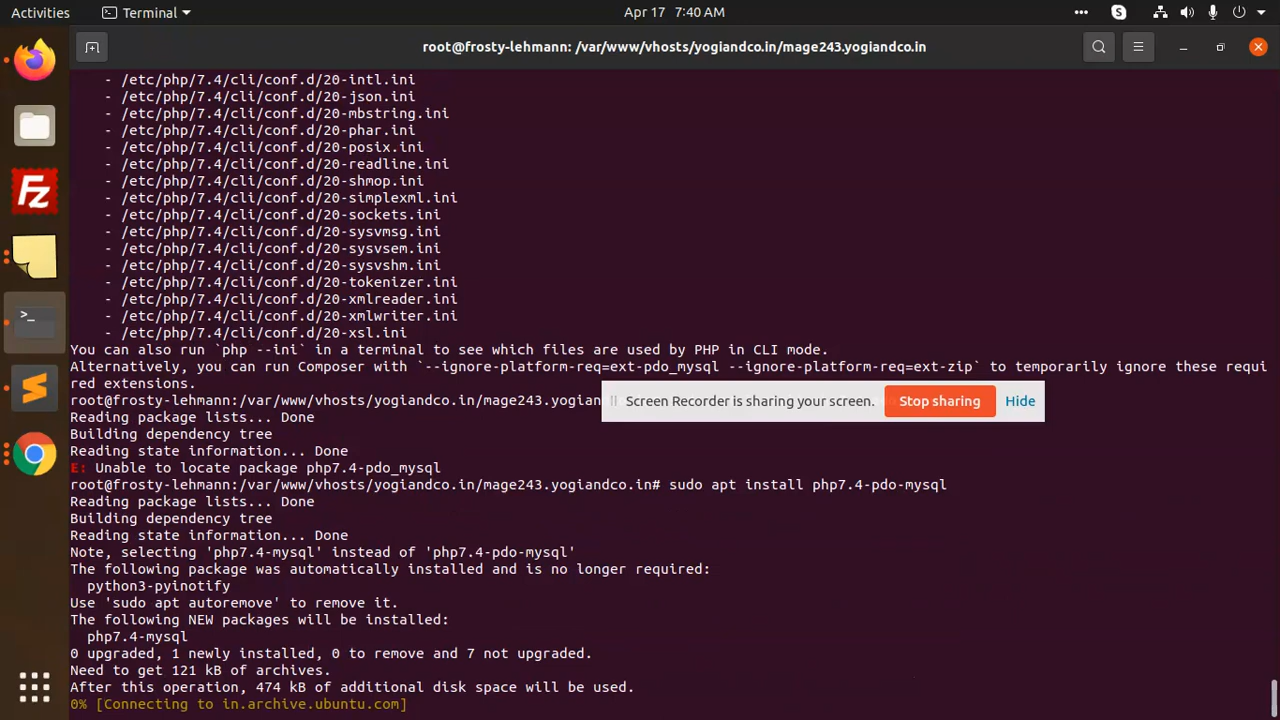 Activities
Terminal
Apr 17 7:40 AM
root@frosty-lehmann: /var/www/vhosts/yogiandco.in/mage243.yogiandco.in
- /etc/php/7.4/cli/conf.d/20-intl.ini
- /etc/php/7.4/cli/conf.d/20-json.ini
- /etc/php/7.4/cli/conf.d/20-mbstring.ini
- /etc/php/7.4/cli/conf.d/20-phar.ini
- /etc/php/7.4/cli/conf.d/20-posix.ini
- /etc/php/7.4/cli/conf.d/20-readline.ini
- /etc/php/7.4/cli/conf.d/20-shmop.ini
- /etc/php/7.4/cli/conf.d/20-simplexml.ini
- /etc/php/7.4/cli/conf.d/20-sockets.ini
- /etc/php/7.4/cli/conf.d/20-sysvmsg.ini
- /etc/php/7.4/cli/conf.d/20-sysvsem.ini
- /etc/php/7.4/cli/conf.d/20-sysvshm.ini
- /etc/php/7.4/cli/conf.d/20-tokenizer.ini
- /etc/php/7.4/cli/conf.d/20-xmlreader.ini
- /etc/php/7.4/cli/conf.d/20-xmlwriter.ini
- /etc/php/7.4/cli/conf.d/20-xsl.ini
You can also run `php --ini` in a terminal to see which files are used by PHP in CLI mode.
Alternatively, you can run Composer with `--ignore-platform-req=ext-pdo_mysql --ignore-platform-req=ext-zip` to temporarily ignore these requi
red extensions.
root@frosty-lehmann:/var/www/vhosts/yogiandco.in/mage243.yogiand
Screen Recorder is sharing your screen. Stop sharing Hide
Reading package lists... Done
Building dependency tree
Reading state information... Done
E: Unable to locate package php7.4-pdo_mysql
root@frosty-lehmann:/var/www/vhosts/yogiandco.in/mage243.yogiandco.in# sudo apt install php7.4-pdo-mysql
Reading package lists... Done
Building dependency tree
Reading state information... Done
Note, selecting 'php7.4-mysql' instead of 'php7.4-pdo-mysql'
The following package was automatically installed and is no longer required:
python3-pyinotify
Use 'sudo apt autoremove' to remove it.
The following NEW packages will be installed:
php7.4-mysql
0 upgraded, 1 newly installed, 0 to remove and 7 not upgraded.
Need to get 121 kB of archives.
After this operation, 474 kB of additional disk space will be used.
0% [Connecting to in.archive.ubuntu.com]